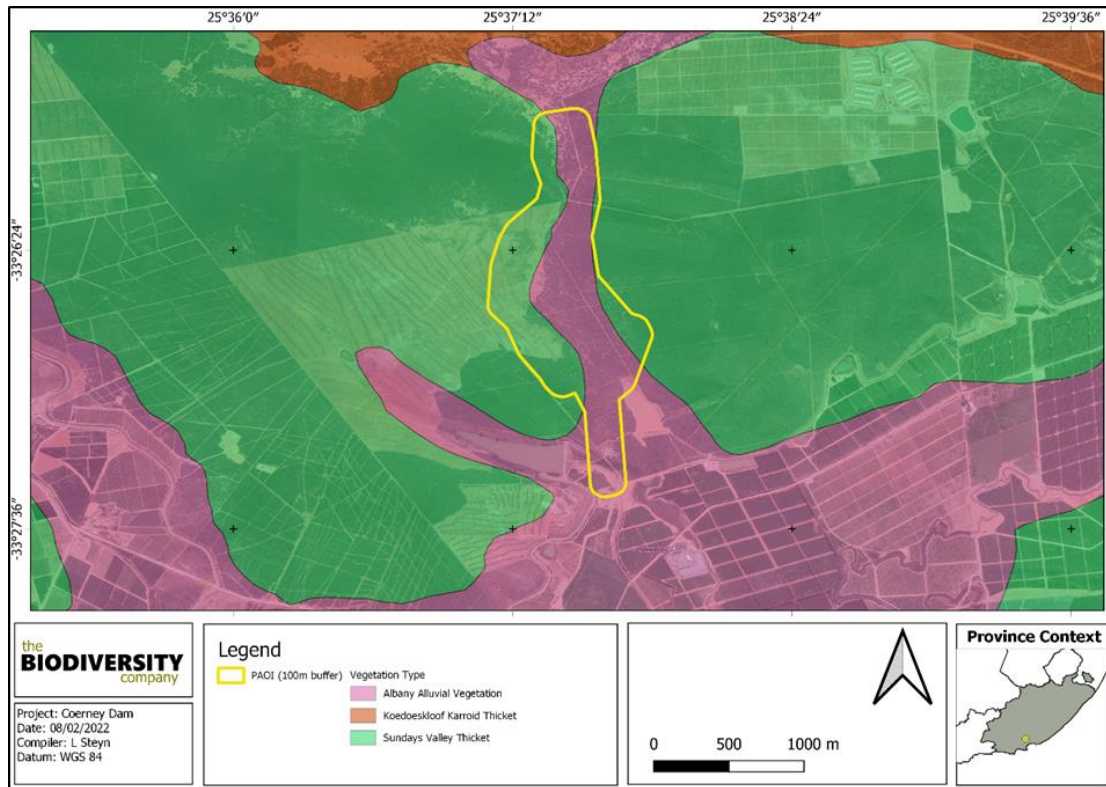 25°36′0″ 25°37′12″ 25°38′24″ 25°39′36″
-33°26′24″
-33°27′36″
the
BIODIVERSITY
company
Project: Coerney Dam
Date: 08/02/2022
Compiler: L Steyn
Datum: WGS 84
Legend
PAOI (100m buffer) Vegetation Type
Albany Alluvial Vegetation
Koedoeskloof Karroid Thicket
Sundays Valley Thicket
0 500 1000 m
Province Context